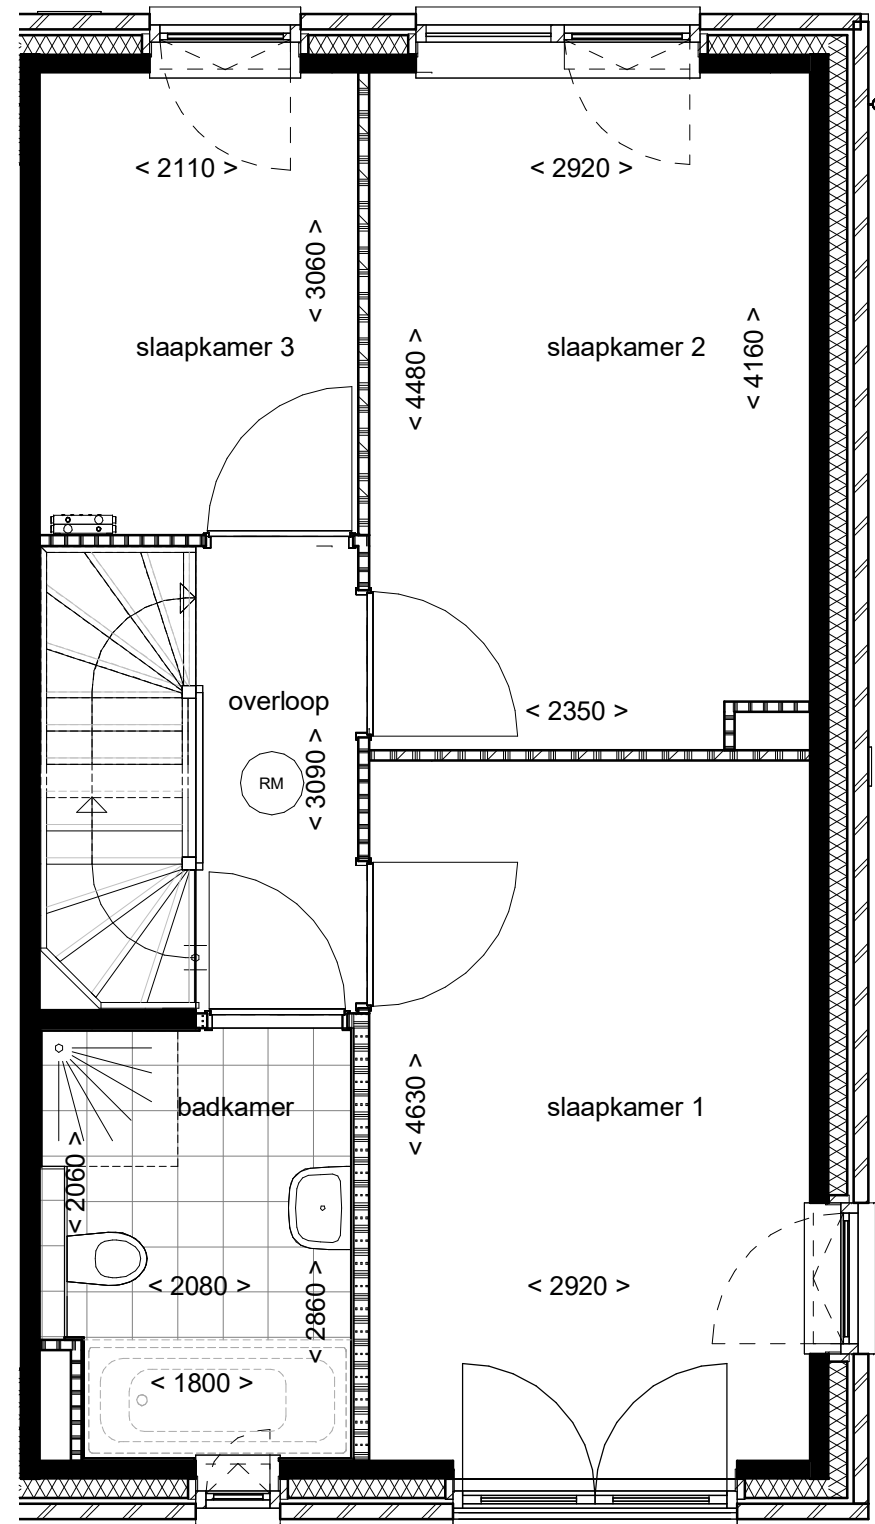 < 2110 >
< 2920 >
< 3060 >
slaapkamer 3
< 4480 >
slaapkamer 2
< 4160 >
overloop
< 2350 >
RM
< 3090 >
badkamer
< 4630 >
slaapkamer 1
< 2060 >
< 2080 >
< 2860 >
< 2920 >
< 1800 >